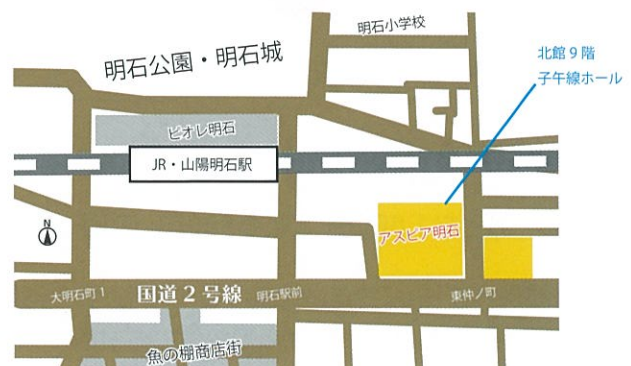 明石小学校
明石公園・明石城
北館9階
子午線ホール
ピオレ明石
JR・山陽明石駅
N
アスピア明石
大明石町1
国道2号線
明石駅前
東仲ノ町
魚の棚商店街